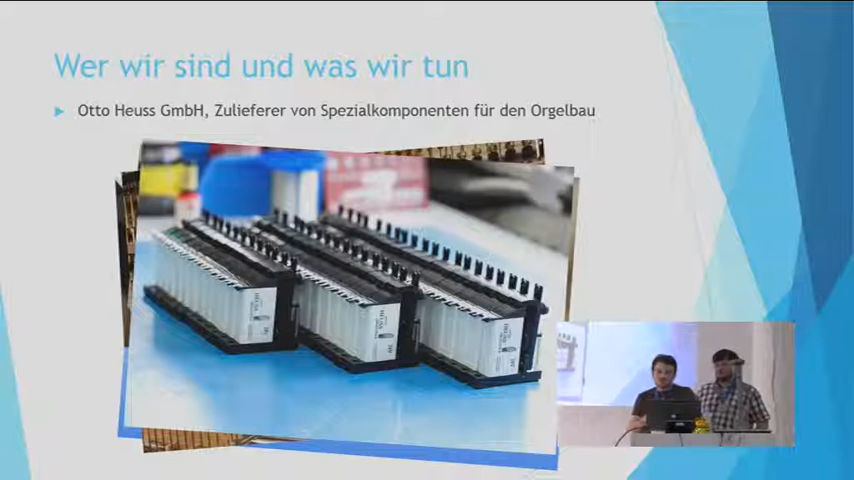 Wer wir sind und was wir tun
Otto Heuss GmbH, Zulieferer von Spezialkomponenten für den Orgelbau